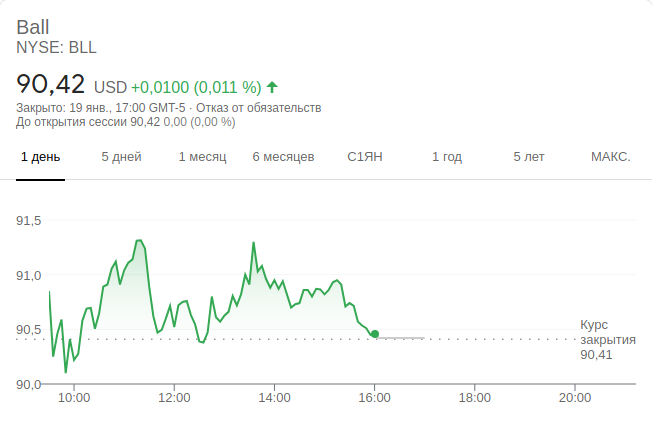 Ball
NYSE: BLL
90,42 USD +0,0100 (0,011 %)
Закрыто: 19 янв., 17:00 GMT-5 · Отказ от обязательств
До открытия сессии 90,42 0,00 (0,00 %)
1 день 5 дней 1 месяц 6 месяцев С1ЯН 1 год 5 лет МАКС.
91,5
91,0
90,5
Курс
закрытия
90,41
90,0
10:00 12:00 14:00 16:00 18:00 20:00